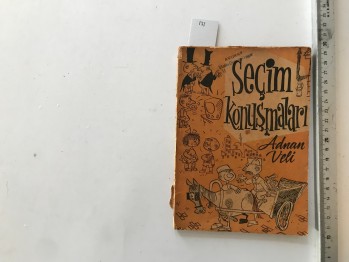 Seçim
Konuşmaları
Adnan
Veli